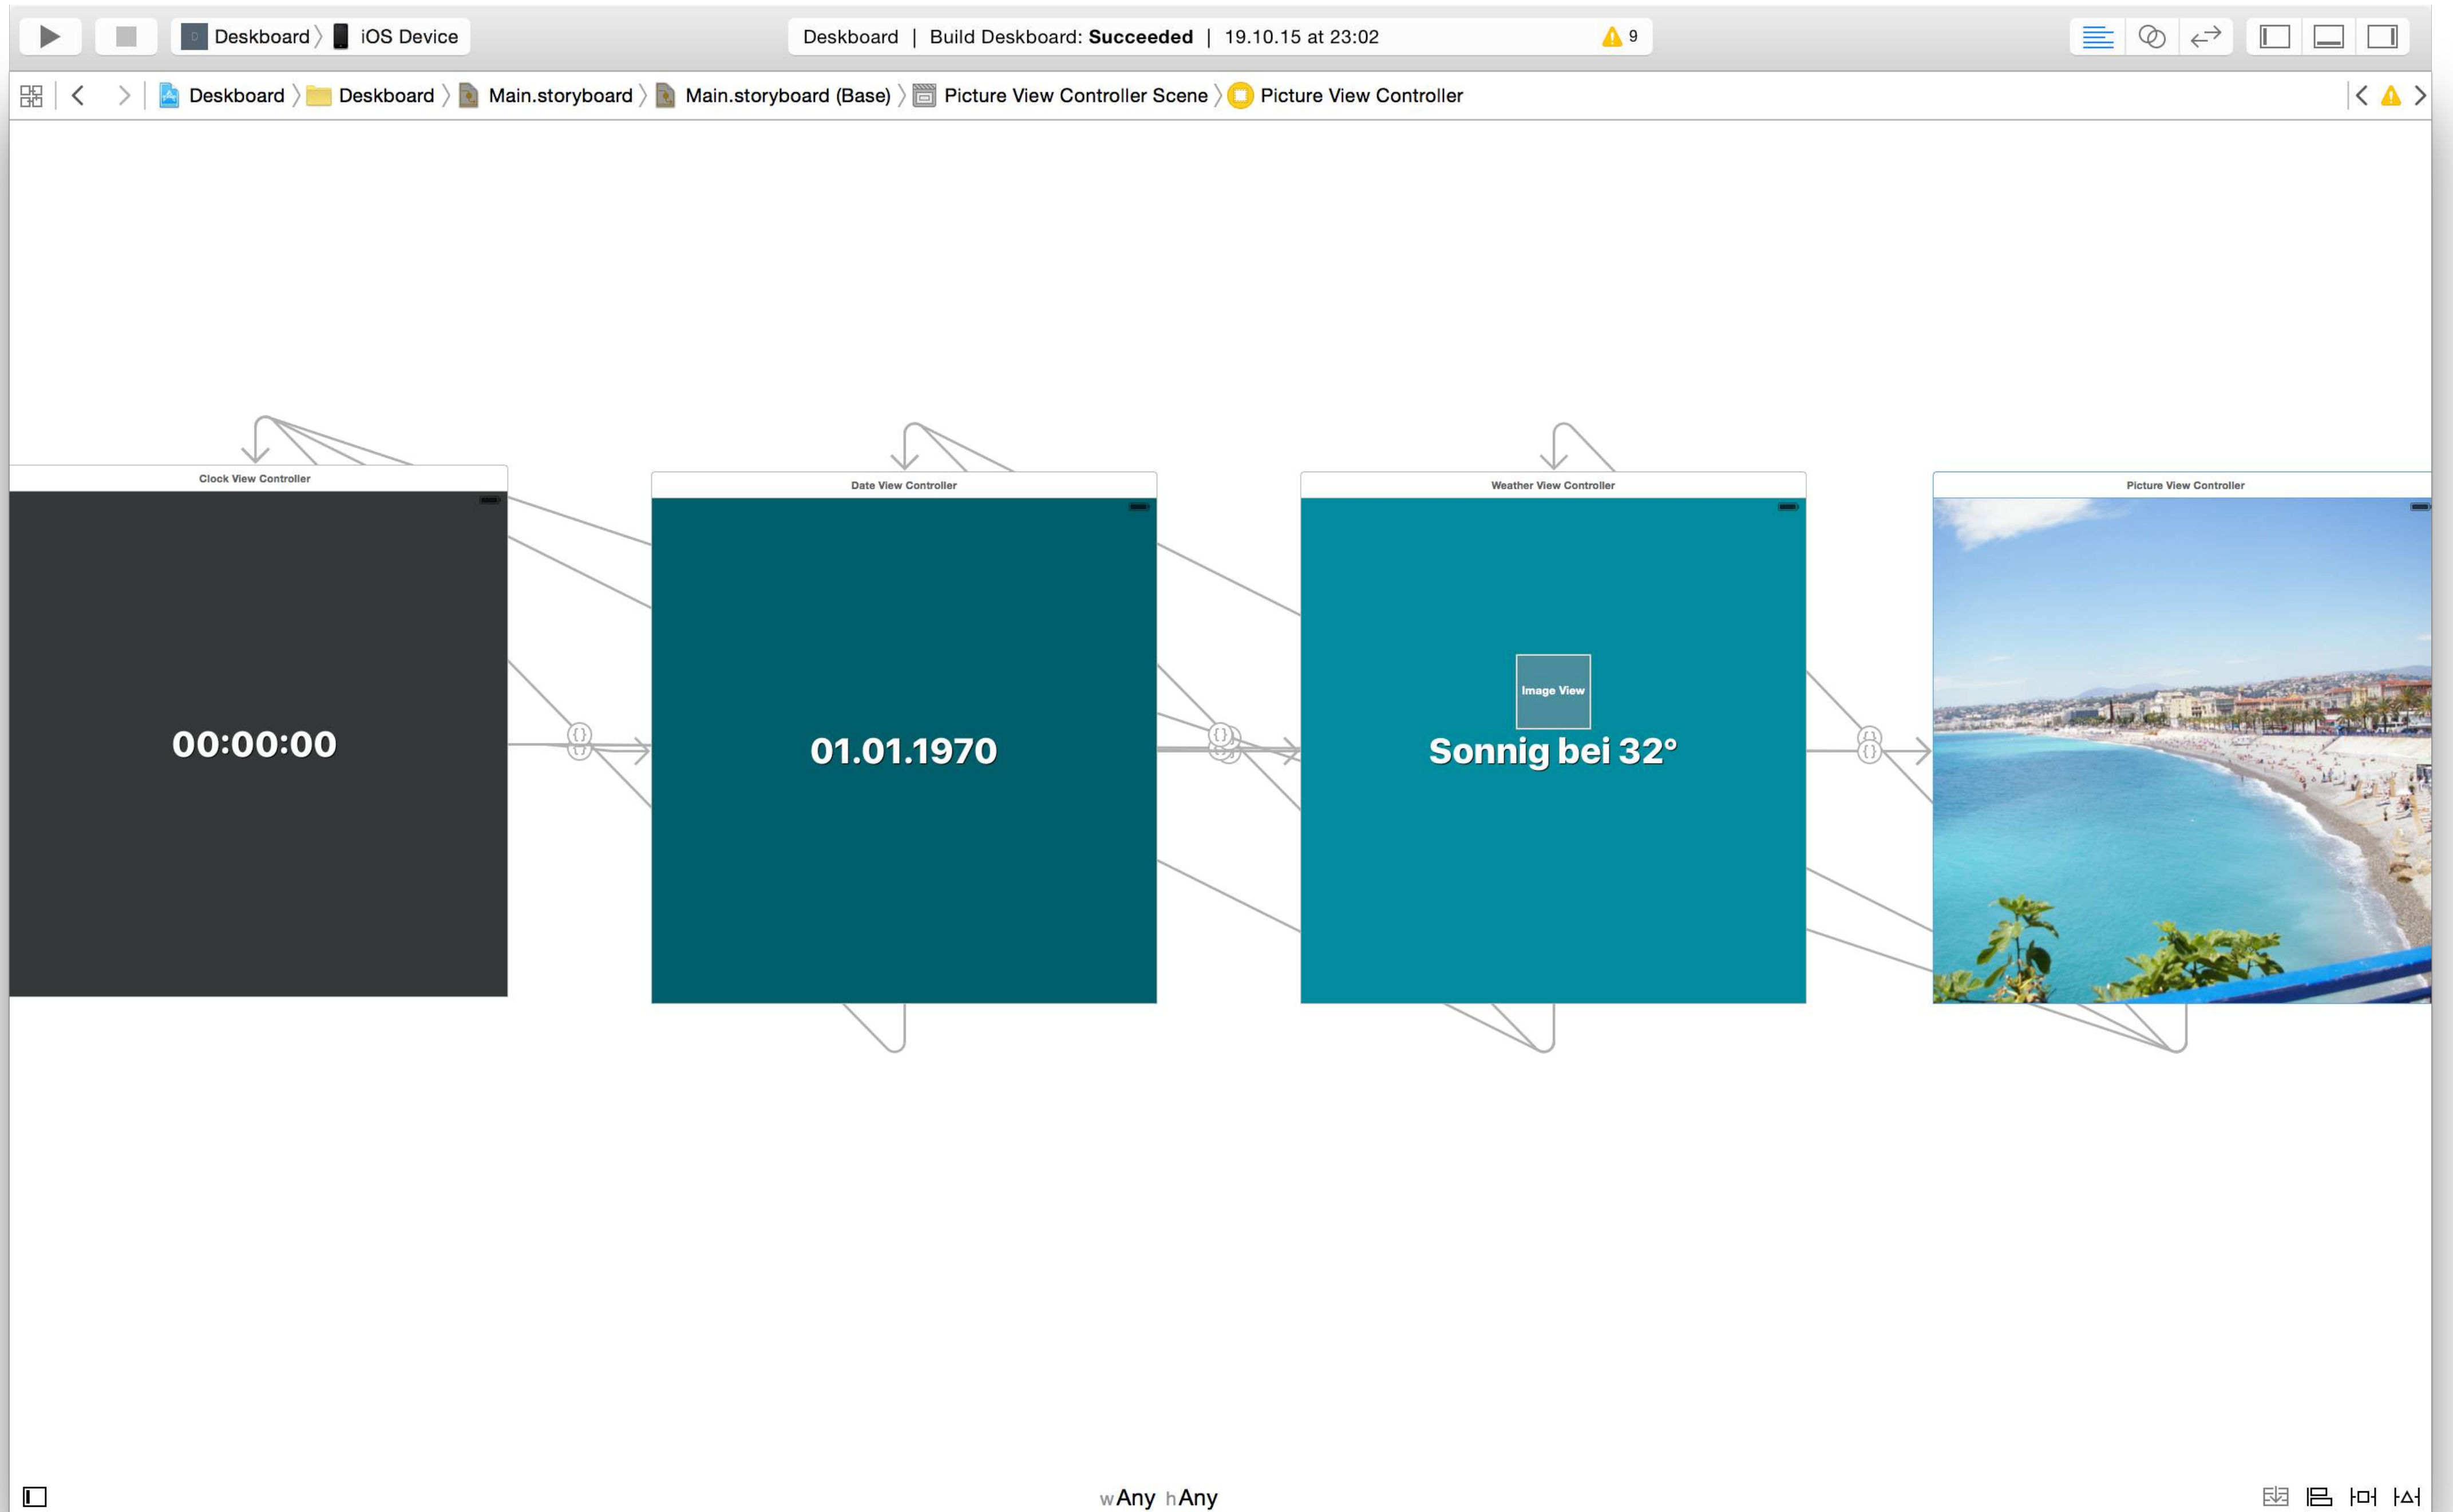 Deskboard iOS Device
Deskboard | Build Deskboard: Succeeded | 19.10.15 at 23:02 9
Deskboard Deskboard Main.storyboard Main.storyboard (Base) Picture View Controller Scene Picture View Controller
Clock View Controller
00:00:00
Date View Controller
01.01.1970
Weather View Controller
Image View
Sonnig bei 32°
Picture View Controller
wAny hAny